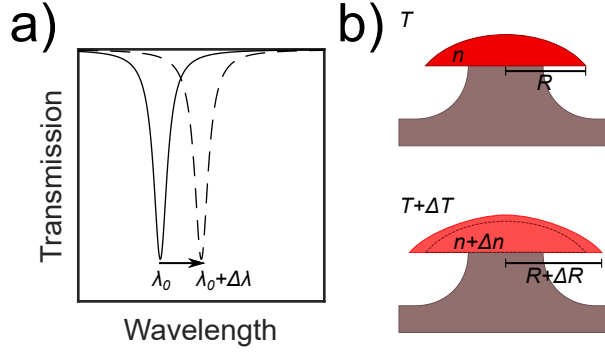 a)
Transmission
λ₀
λ₀+Δλ
Wavelength
b)
T
n
R
T+ΔT
n+Δn
R+ΔR